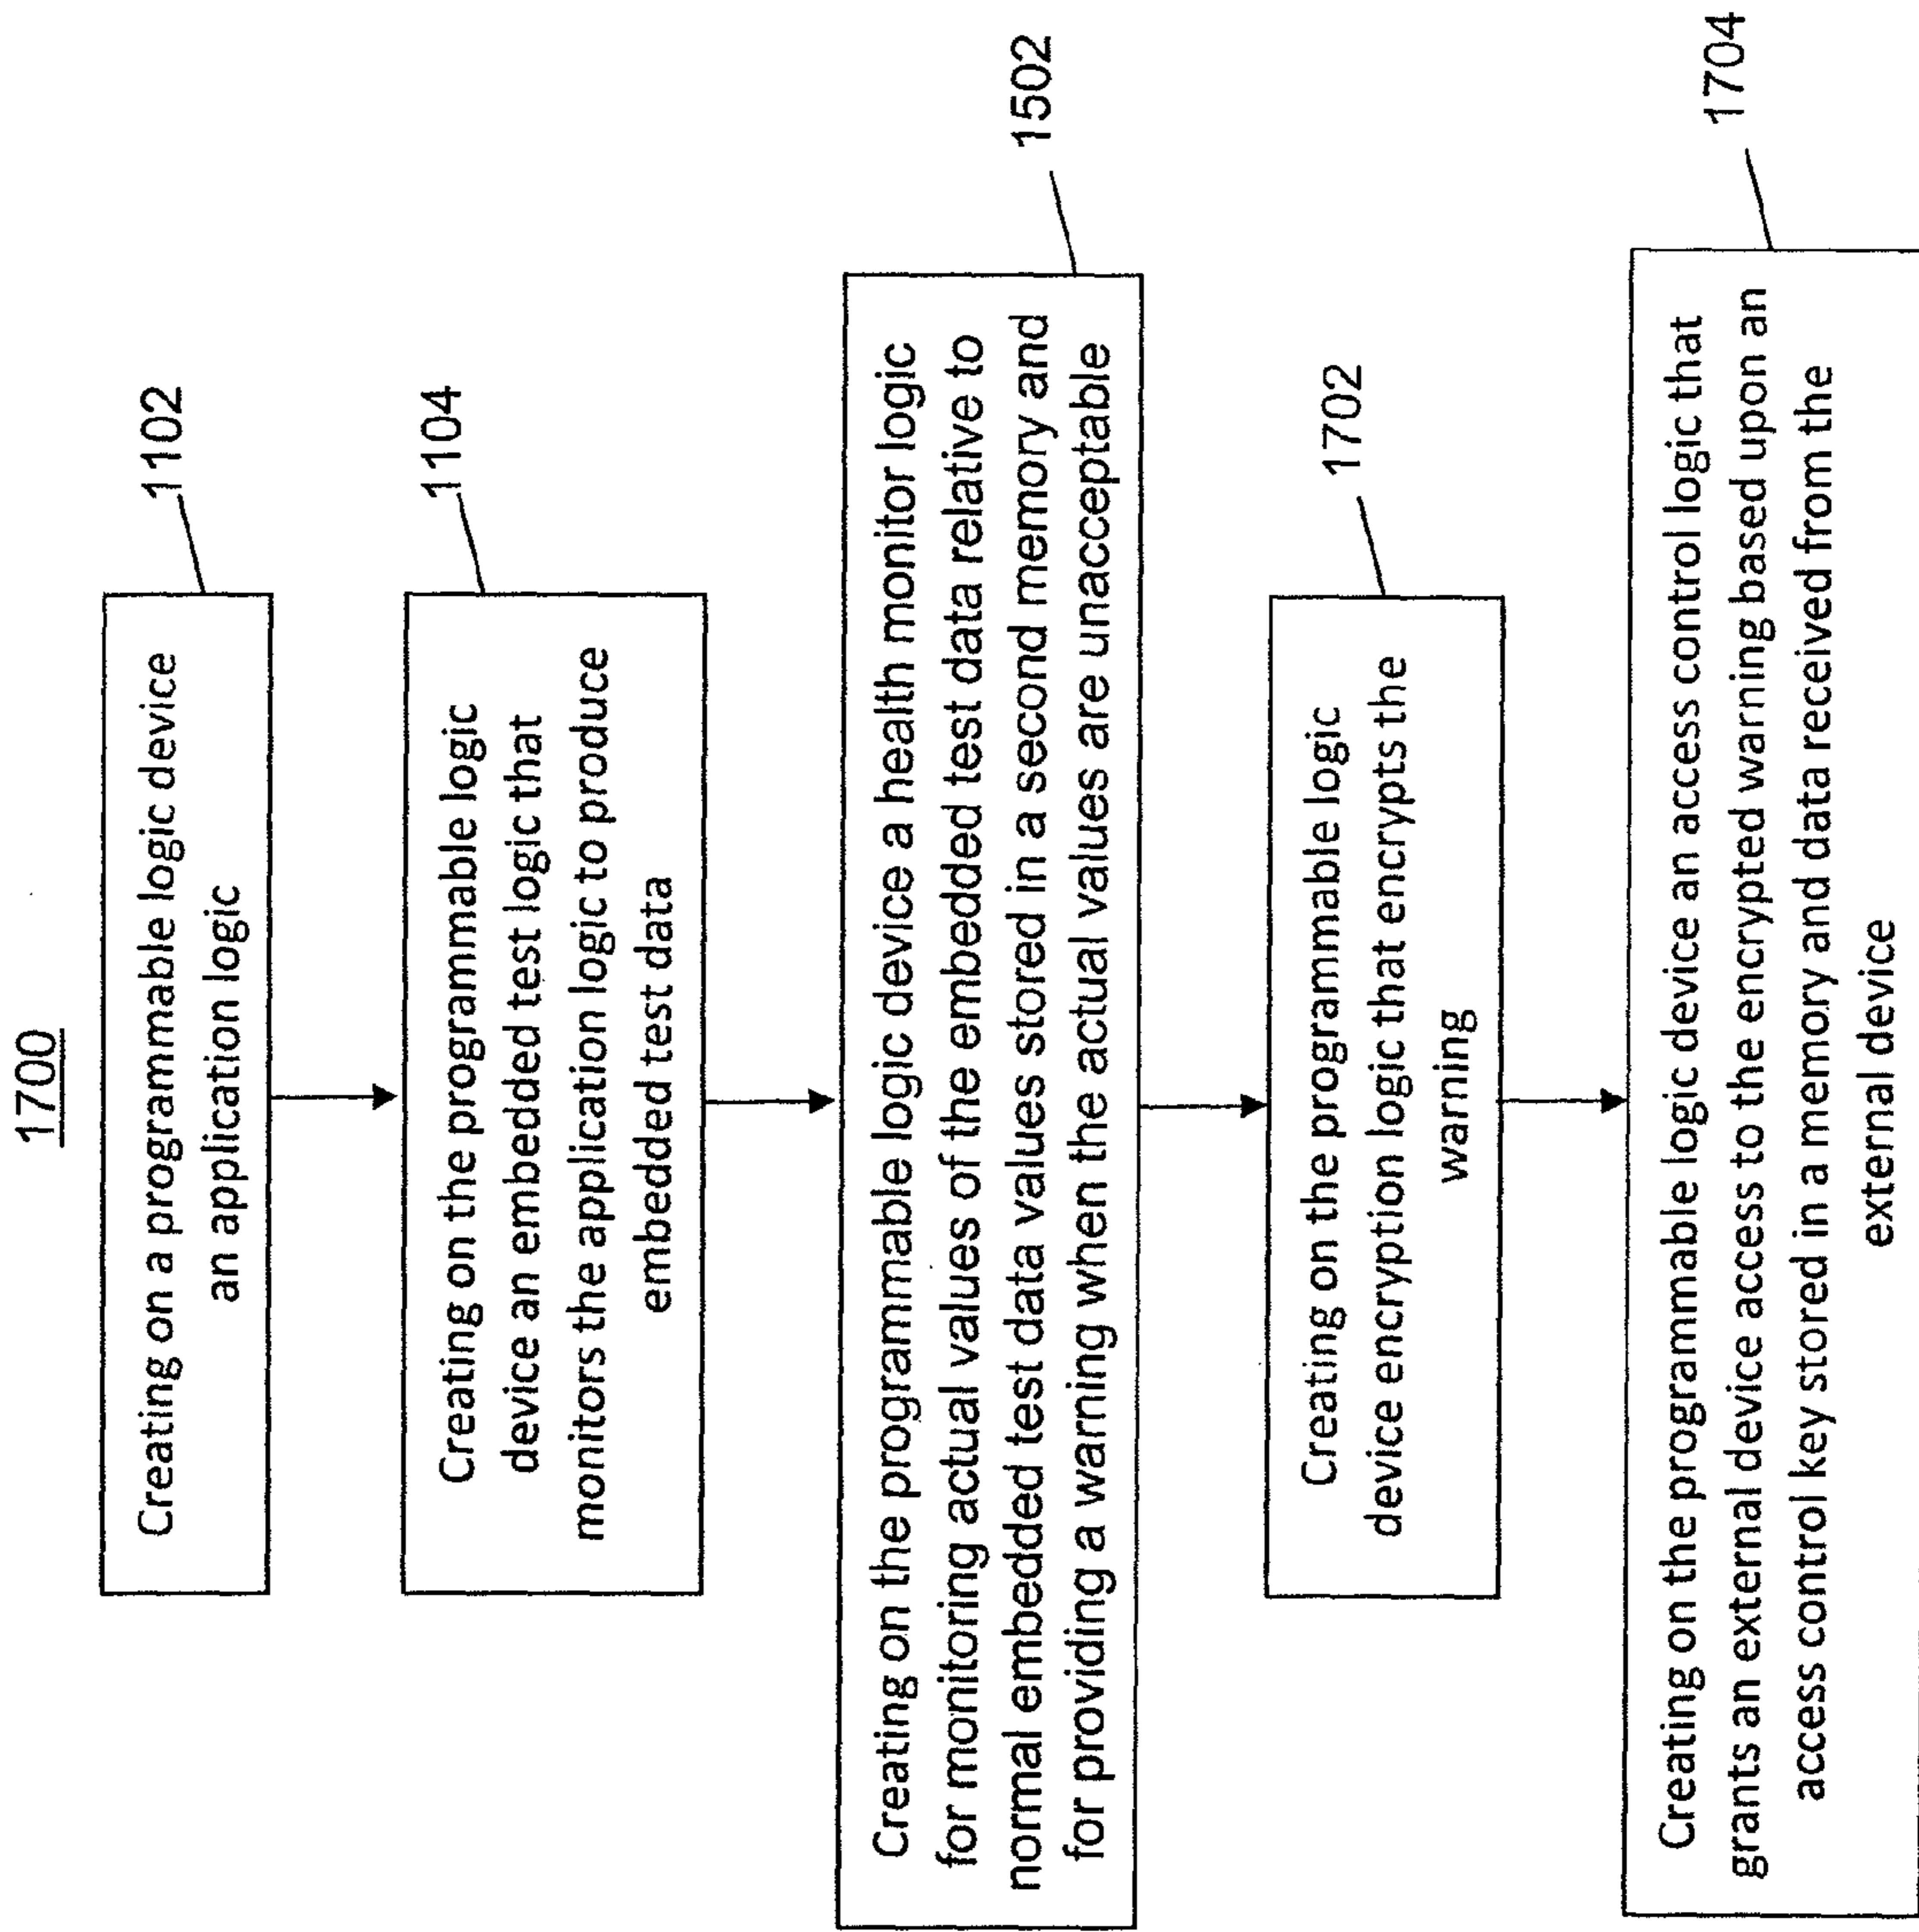 1700
Creating on a programmable logic device
an application logic
1102
Creating on the programmable logic
device an embedded test logic that
monitors the application logic to produce
embedded test data
1104
Creating on the programmable logic device a health monitor logic
for monitoring actual values of the embedded test data relative to
normal embedded test data values stored in a second memory and
for providing a warning when the actual values are unacceptable
1502
Creating on the programmable logic
device encryption logic that encrypts the
warning
1702
Creating on the programmable logic device an access control logic that
grants an external device access to the encrypted warning based upon an
access control key stored in a memory and data received from the
external device
1704